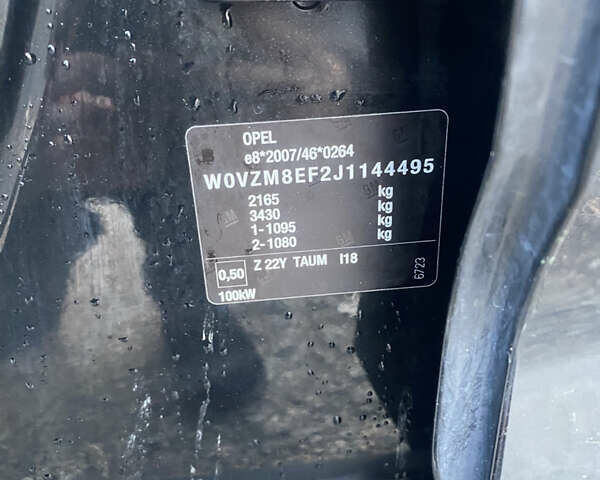 OPEL
e8*2007/46*0264
W0VZM8EF2J1144495
2165 kg
3430 kg
1-1095 kg
2-1080 kg
0,50 Z 22Y TAUM I18
100kW
6723